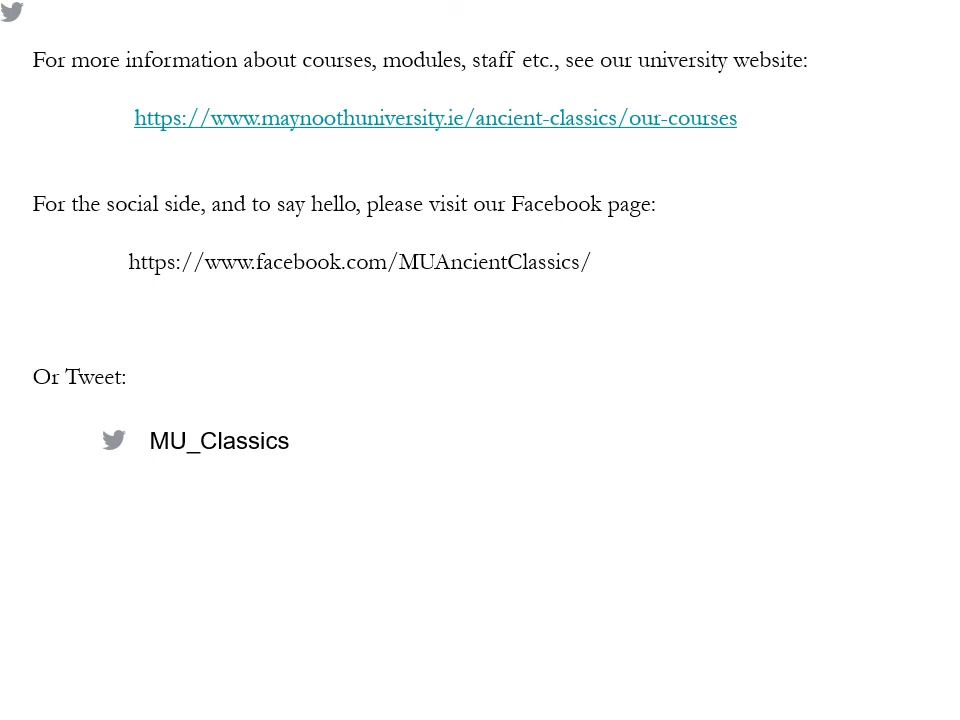 For more information about courses, modules, staff etc., see our university website:
https://www.maynoothuniversity.ie/ancient-classics/our-courses
For the social side, and to say hello, please visit our Facebook page:
https://www.facebook.com/MUAncientClassics/
Or Tweet:
MU_Classics